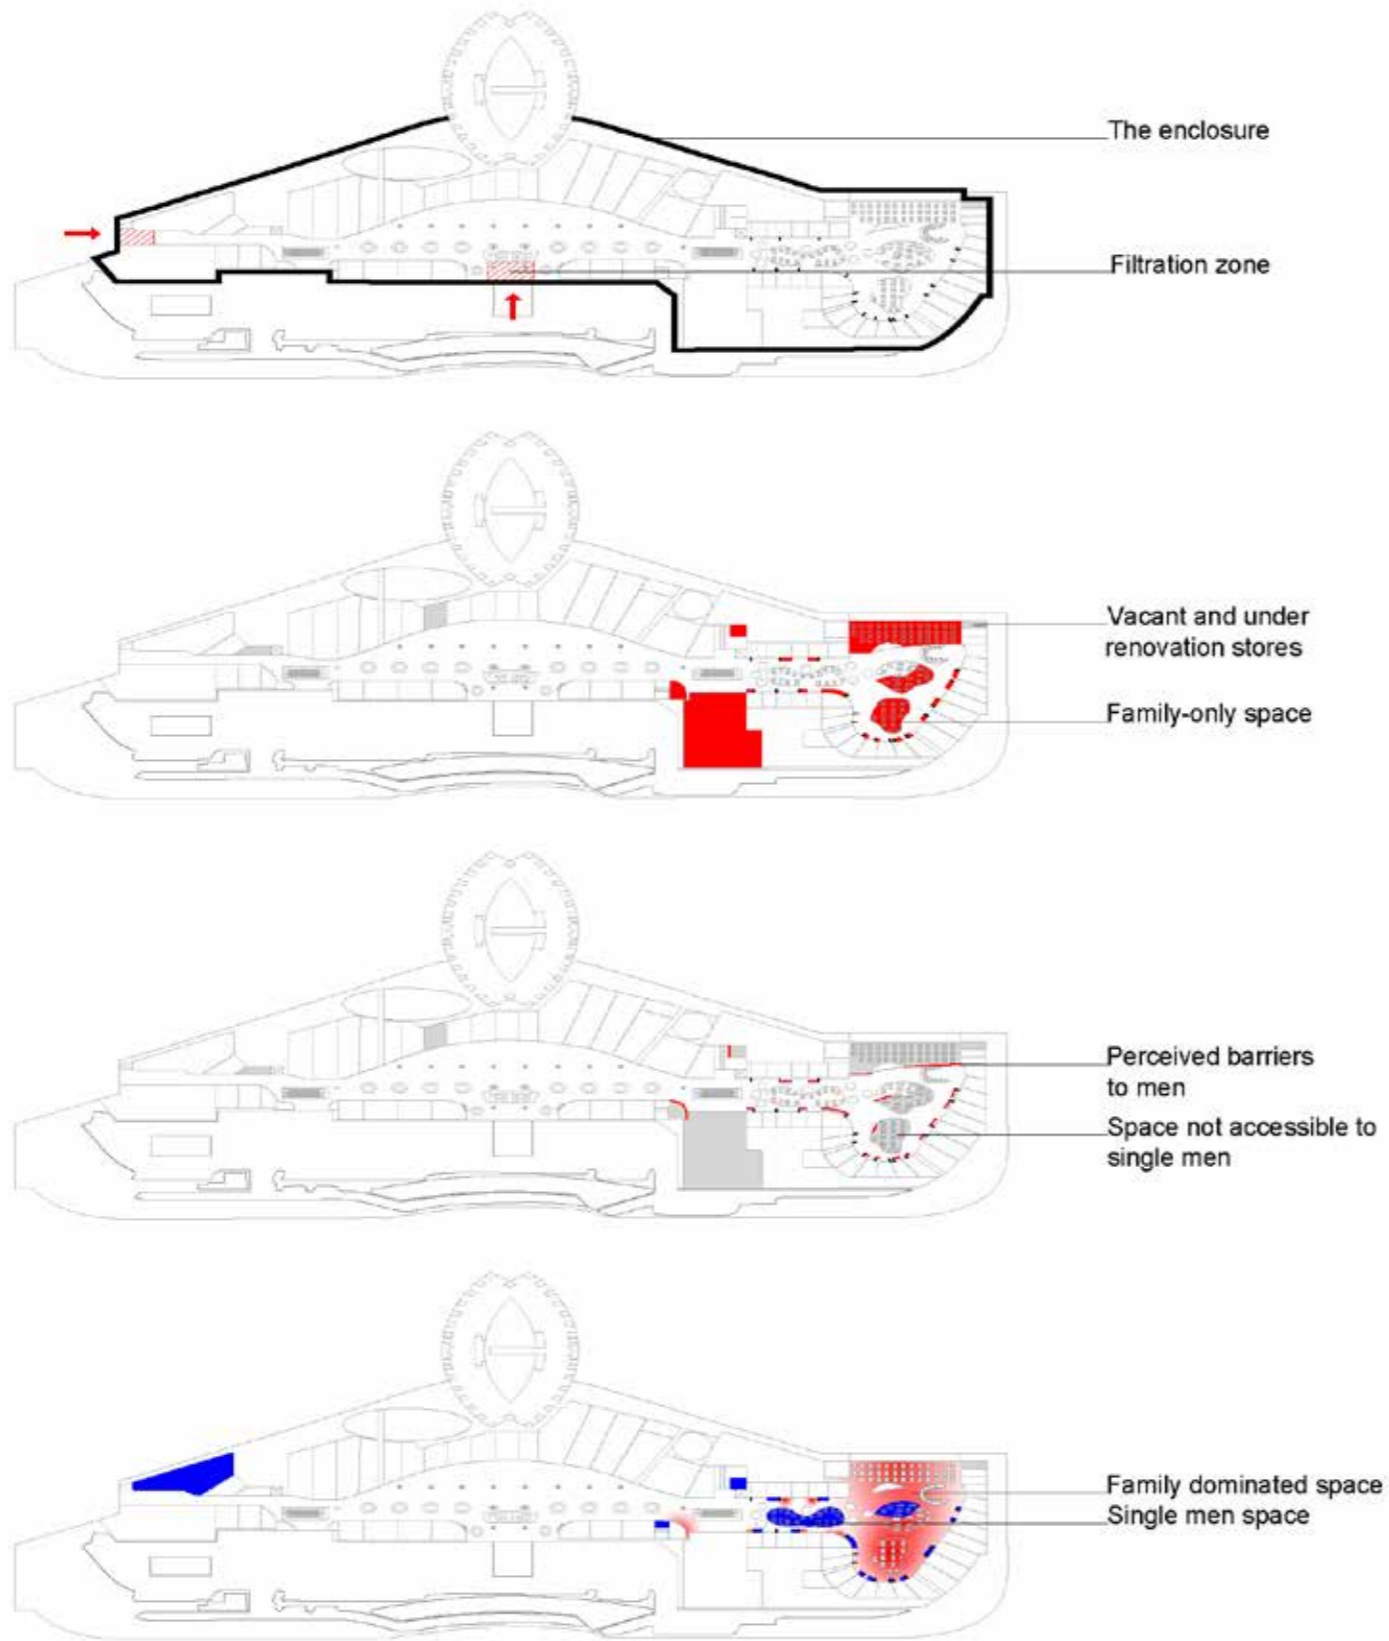 The enclosure
Filtration zone
Vacant and under
renovation stores
Family-only space
Perceived barriers
to men
Space not accessible to
single men
Family dominated space
Single men space